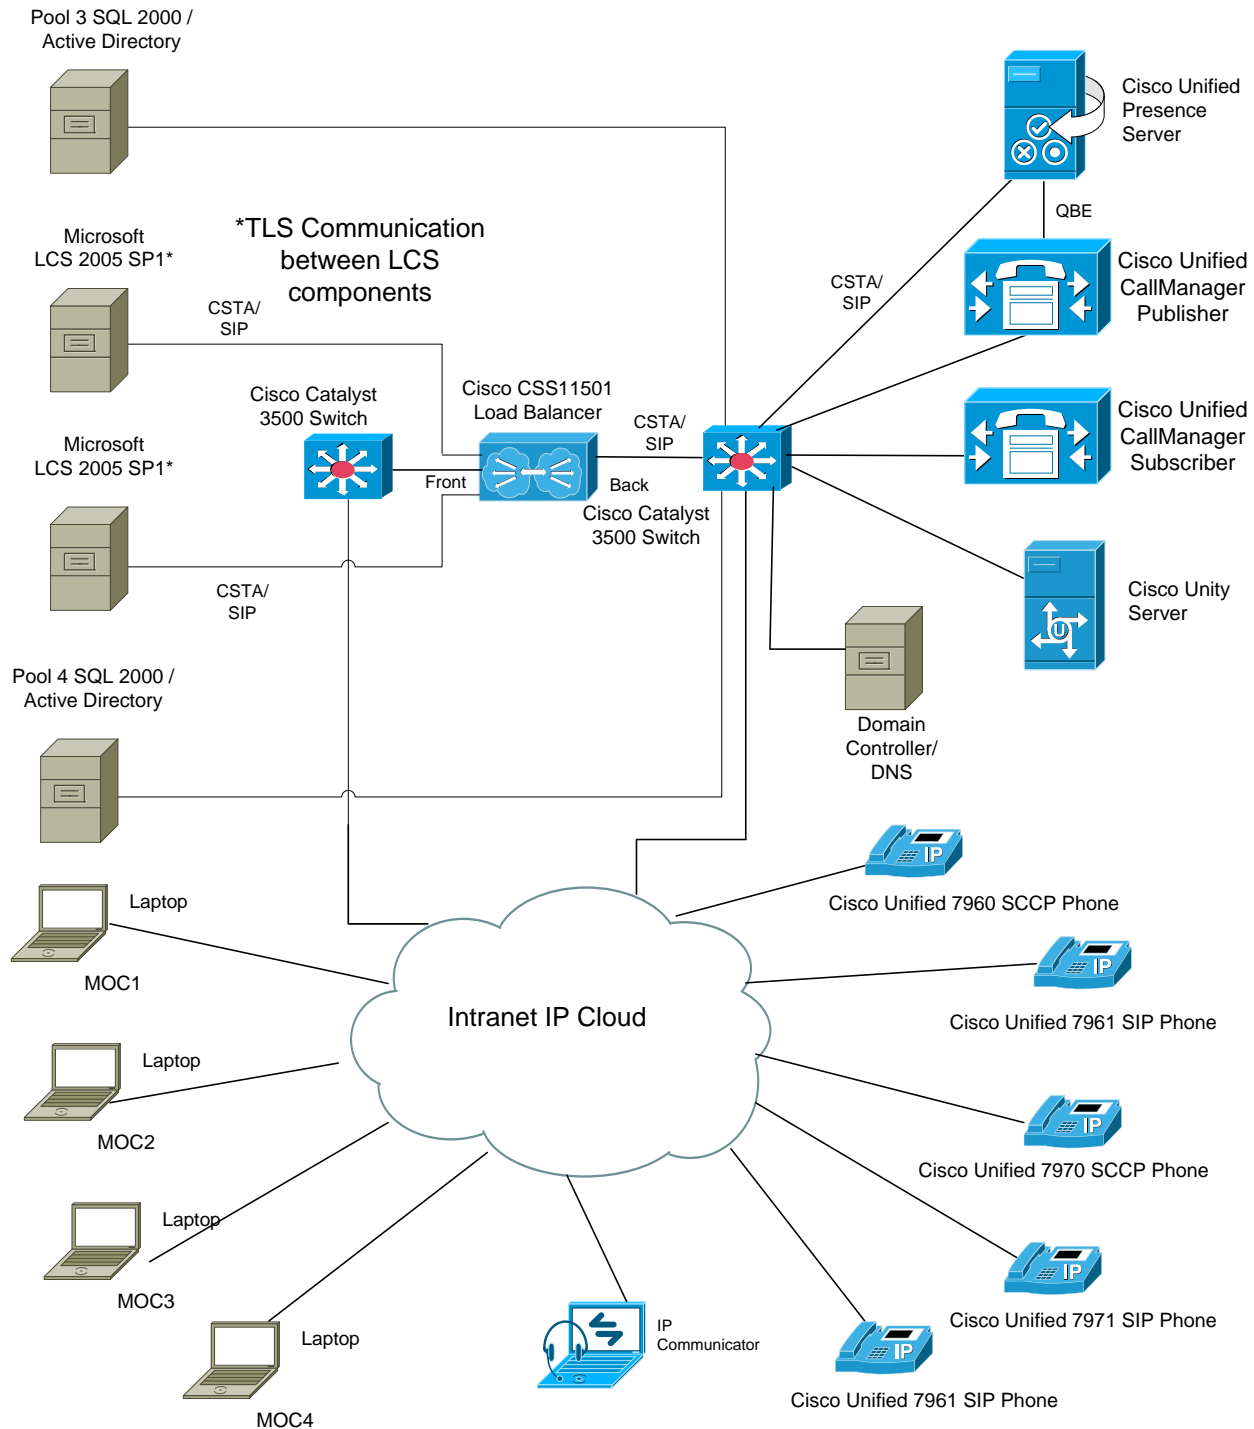 Pool 3 SQL 2000 /
Active Directory
Cisco Unified
Presence
Server
QBE
Microsoft
LCS 2005 SP1*
*TLS Communication
between LCS
components
Cisco Unified
CallManager
Publisher
CSTA/
SIP
CSTA/
SIP
Cisco Catalyst
3500 Switch
Cisco CSS11501
Load Balancer
CSTA/
SIP
Cisco Unified
CallManager
Subscriber
Microsoft
LCS 2005 SP1*
Front
Back
Cisco Catalyst
3500 Switch
CSTA/
SIP
Cisco Unity
Server
U
Pool 4 SQL 2000 /
Active Directory
Domain
Controller/
DNS
IP
Cisco Unified 7960 SCCP Phone
Laptop
MOC1
IP
Cisco Unified 7961 SIP Phone
Intranet IP Cloud
Laptop
MOC2
IP
Cisco Unified 7970 SCCP Phone
Laptop
MOC3
IP
Cisco Unified 7971 SIP Phone
Laptop
MOC4
IP
Communicator
IP
Cisco Unified 7961 SIP Phone